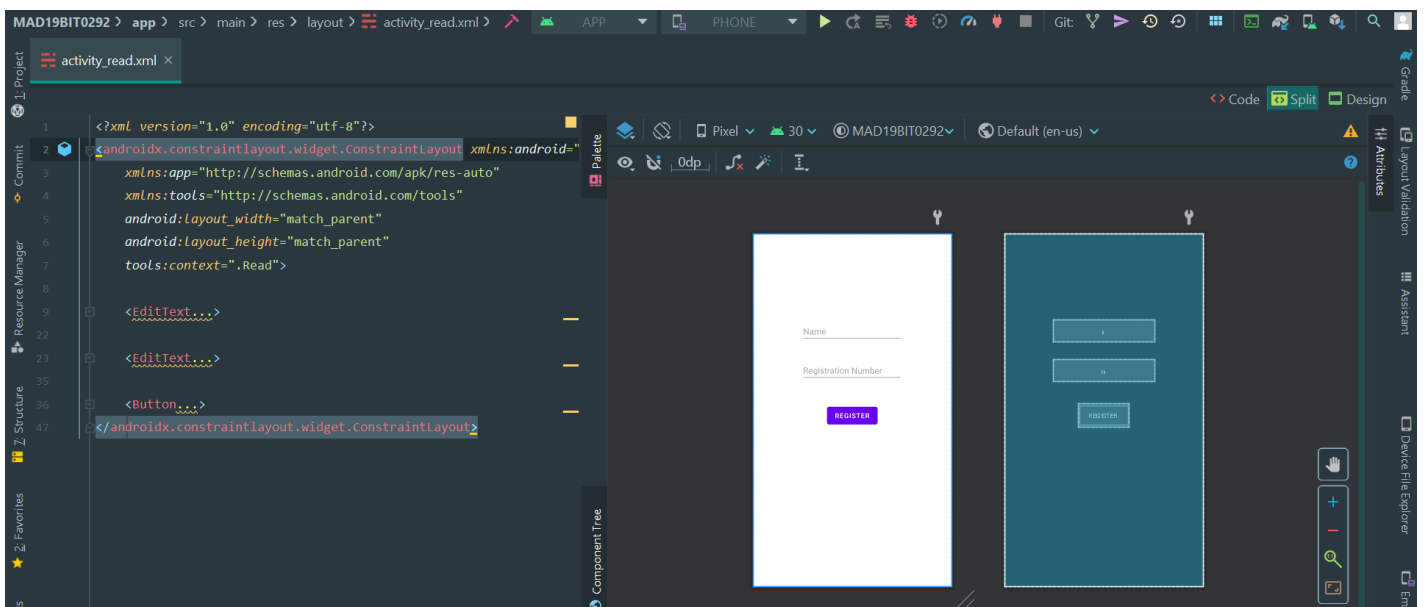 MAD19BIT0292 > app > src > main > res > layout > activity_read.xml >
APP
PHONE
Git:
activity_read.xml ×
Code
Split
Design
1: Project
Commit
Resource Manager
7: Structure
2: Favorites
1 <?xml version="1.0" encoding="utf-8"?>
2 <androidx.constraintlayout.widget.ConstraintLayout xmlns:android="
3 xmlns:app="http://schemas.android.com/apk/res-auto"
4 xmlns:tools="http://schemas.android.com/tools"
5 android:layout_width="match_parent"
6 android:layout_height="match_parent"
7 tools:context=".Read">
8
9 <EditText...>
22
23 <EditText...>
35
36 <Button...>
47 </androidx.constraintlayout.widget.ConstraintLayout>
Palette
Component Tree
Pixel
30
MAD19BIT0292
Default (en-us)
0dp
Name
Registration Number
REGISTER
REGISTER
Attributes
Gradle
Layout Validation
Assistant
Device File Explorer
Em